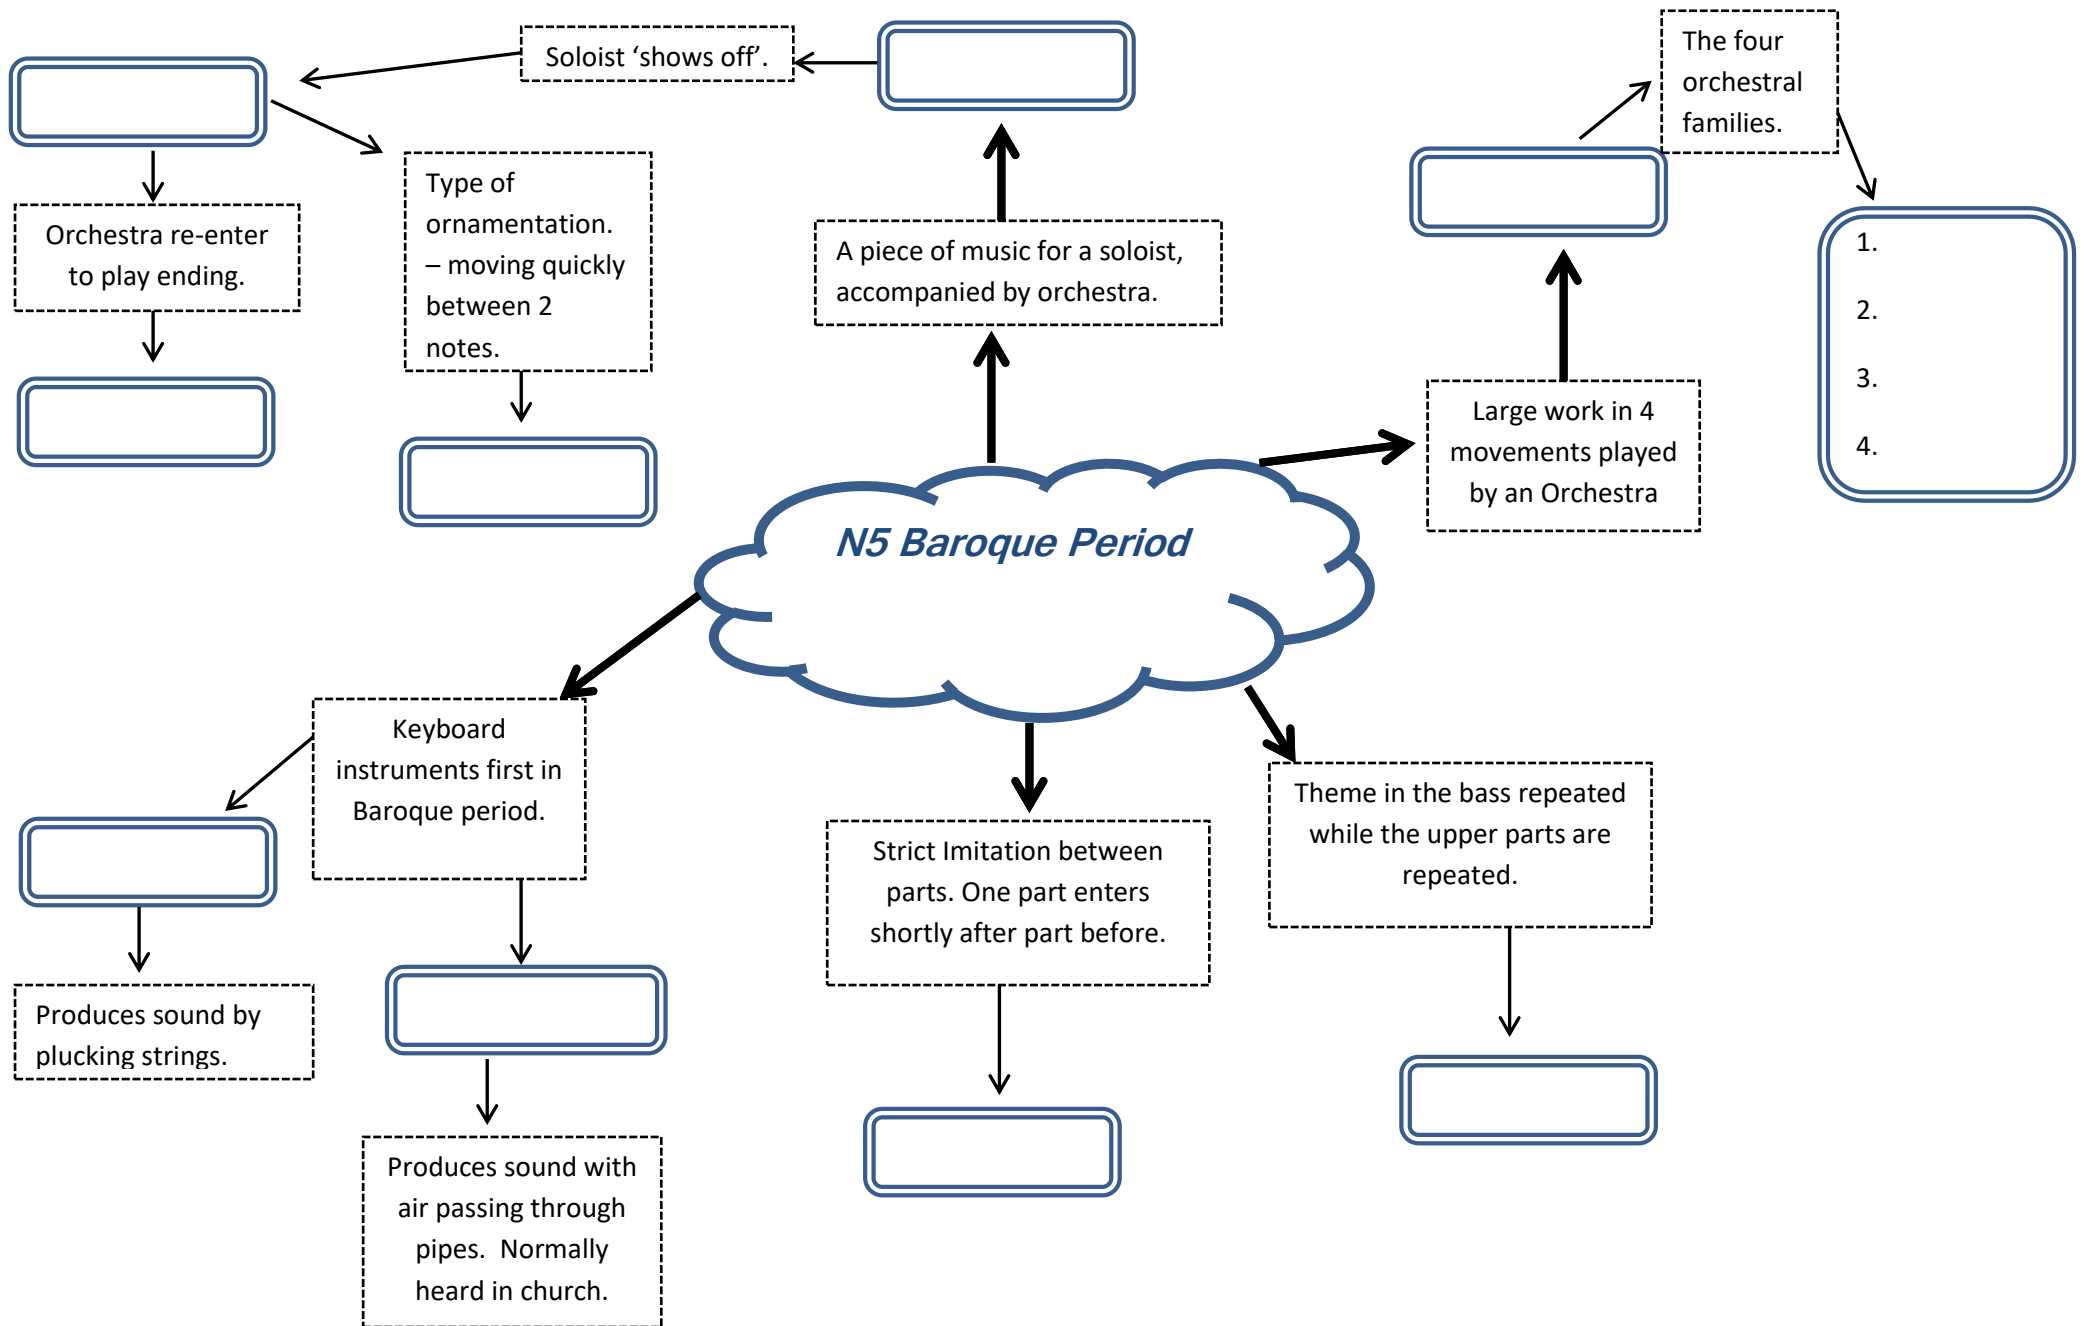 Soloist ‘shows off’.
The four
orchestral
families.
Type of
ornamentation.
– moving quickly
between 2
notes.
Orchestra re-enter
to play ending.
A piece of music for a soloist,
accompanied by orchestra.
1.
2.
3.
4.
Large work in 4
movements played
by an Orchestra
N5 Baroque Period
Keyboard
instruments first in
Baroque period.
Theme in the bass repeated
while the upper parts are
repeated.
Strict Imitation between
parts. One part enters
shortly after part before.
Produces sound by
plucking strings.
Produces sound with
air passing through
pipes.  Normally
heard in church.